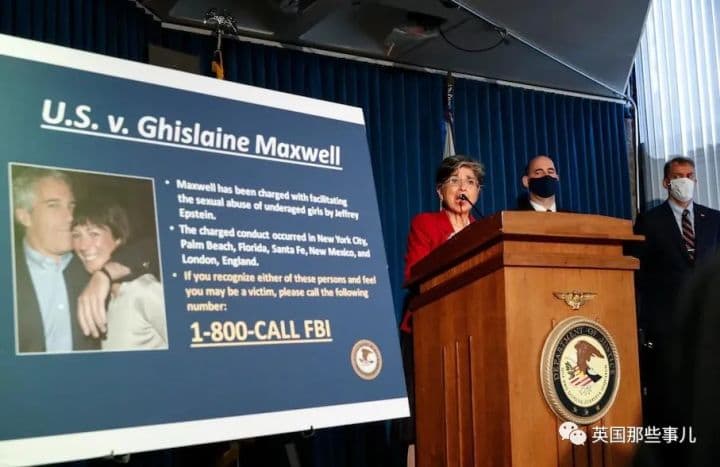 U.S. v. Ghislaine Maxwell
• Maxwell has been charged with facilitating
the sexual abuse of underaged girls by Jeffrey
Epstein.
• The charged conduct occurred in New York City,
Palm Beach, Florida, Santa Fe, New Mexico, and
London, England.
• If you recognize either of these persons and feel
you may be a victim, please call the following
number:
1-800-CALL FBI
英国那些事儿